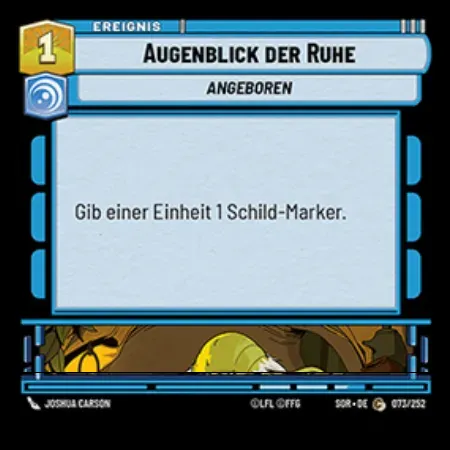 EREIGNIS
1
AUGENBLICK DER RUHE
ANGEBOREN
Gib einer Einheit 1 Schild-Marker.
JOSHUA CARSON
©LFL ©FFG
SOR • DE
C
073/252